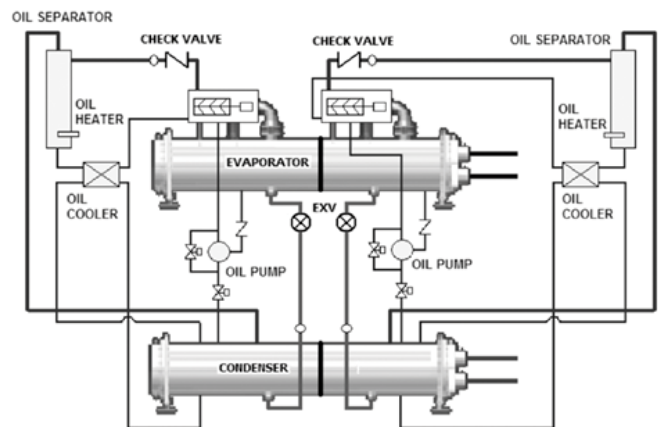 OIL SEPARATOR
CHECK VALVE
CHECK VALVE
OIL SEPARATOR
OIL
HEATER
OIL
HEATER
EVAPORATOR
OIL
COOLER
EXV
OIL
COOLER
OIL PUMP
OIL PUMP
CONDENSER